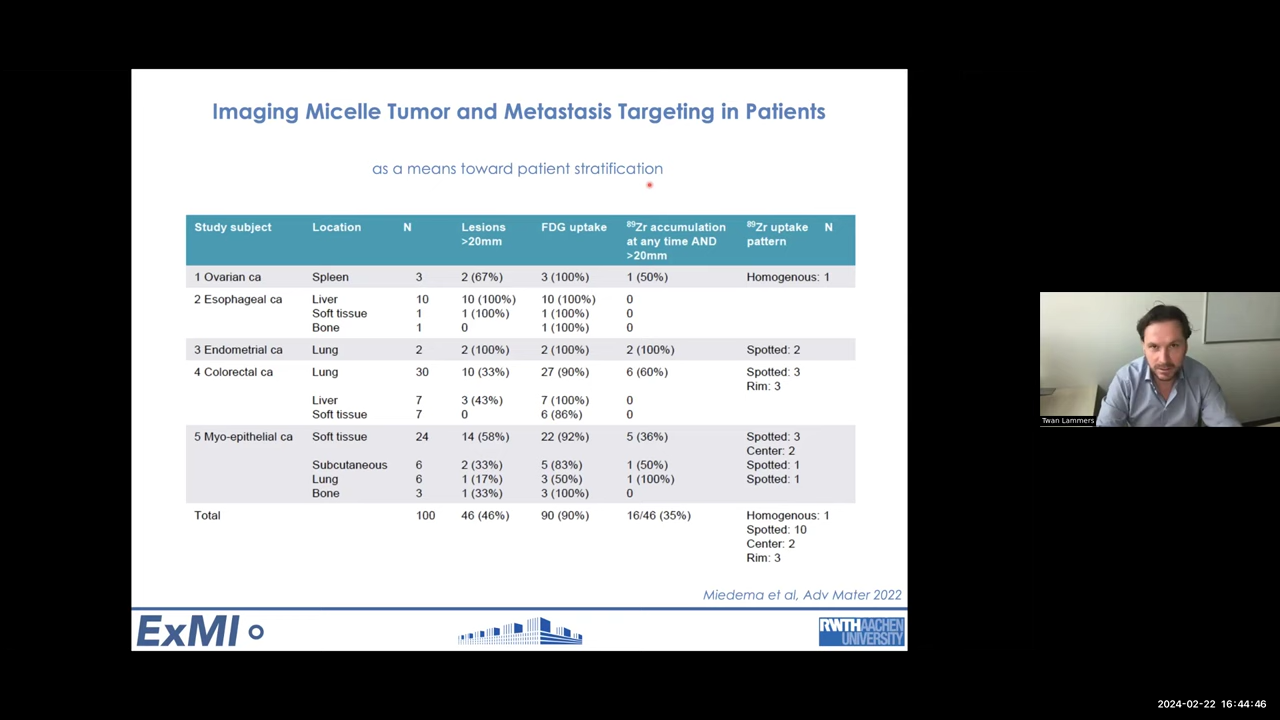 Imaging Micelle Tumor and Metastasis Targeting in Patients
as a means toward patient stratification
Study subject Location N Lesions >20mm FDG uptake 89Zr accumulation at any time AND >20mm 89Zr uptake pattern N
1 Ovarian ca Spleen 3 2 (67%) 3 (100%) 1 (50%) Homogenous: 1
2 Esophageal ca Liver 10 10 (100%) 10 (100%) 0
Soft tissue 1 1 (100%) 1 (100%) 0
Bone 1 0 1 (100%) 0
3 Endometrial ca Lung 2 2 (100%) 2 (100%) 2 (100%) Spotted: 2
4 Colorectal ca Lung 30 10 (33%) 27 (90%) 6 (60%) Spotted: 3
Rim: 3
Liver 7 3 (43%) 7 (100%) 0
Soft tissue 7 0 6 (86%) 0
5 Myo-epithelial ca Soft tissue 24 14 (58%) 22 (92%) 5 (36%) Spotted: 3
Center: 2
Subcutaneous 6 2 (33%) 5 (83%) 1 (50%) Spotted: 1
Lung 6 1 (17%) 3 (50%) 1 (100%) Spotted: 1
Bone 3 1 (33%) 3 (100%) 0
Total 100 46 (46%) 90 (90%) 16/46 (35%) Homogenous: 1
Spotted: 10
Center: 2
Rim: 3
Miedema et al, Adv Mater 2022
ExMI
RWTHAACHEN
UNIVERSITY
Twan Lammers
2024-02-22 16:44:46